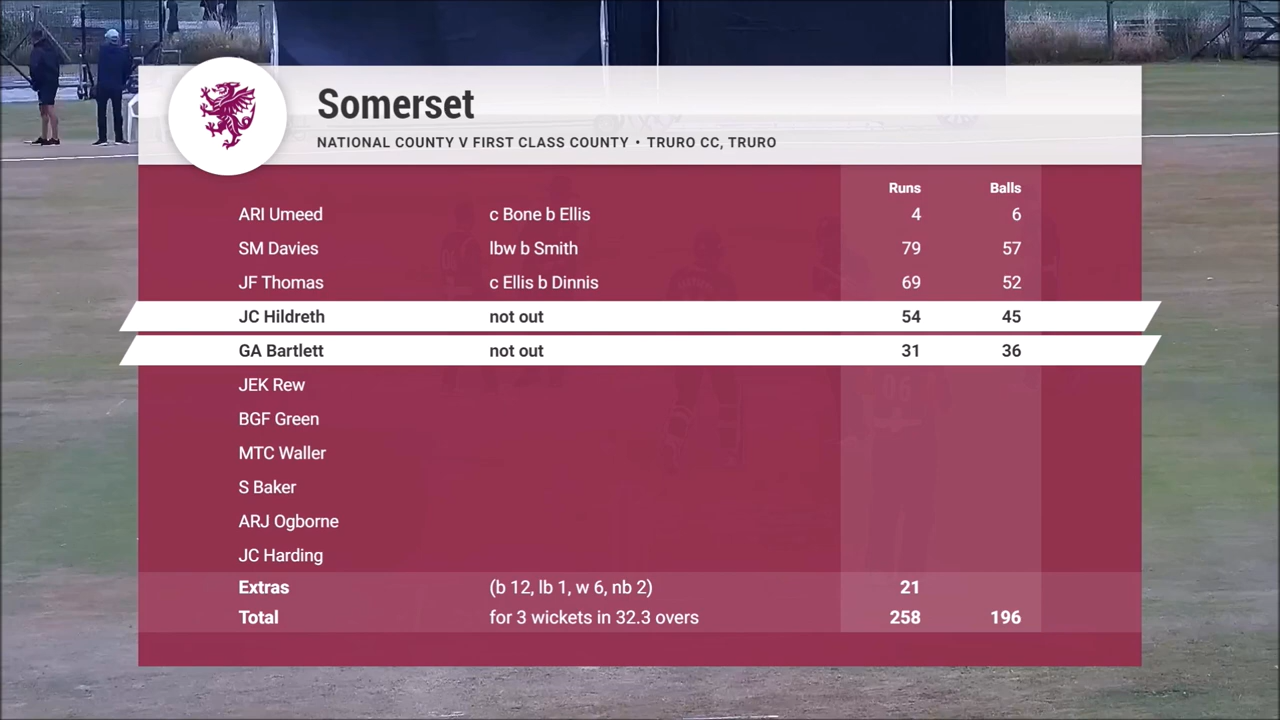 Somerset
NATIONAL COUNTY V FIRST CLASS COUNTY • TRURO CC, TRURO
Runs Balls
ARI Umeed c Bone b Ellis 4 6
SM Davies lbw b Smith 79 57
JF Thomas c Ellis b Dinnis 69 52
JC Hildreth not out 54 45
GA Bartlett not out 31 36
JEK Rew
BGF Green
MTC Waller
S Baker
ARJ Ogborne
JC Harding
Extras (b 12, lb 1, w 6, nb 2) 21
Total for 3 wickets in 32.3 overs 258 196